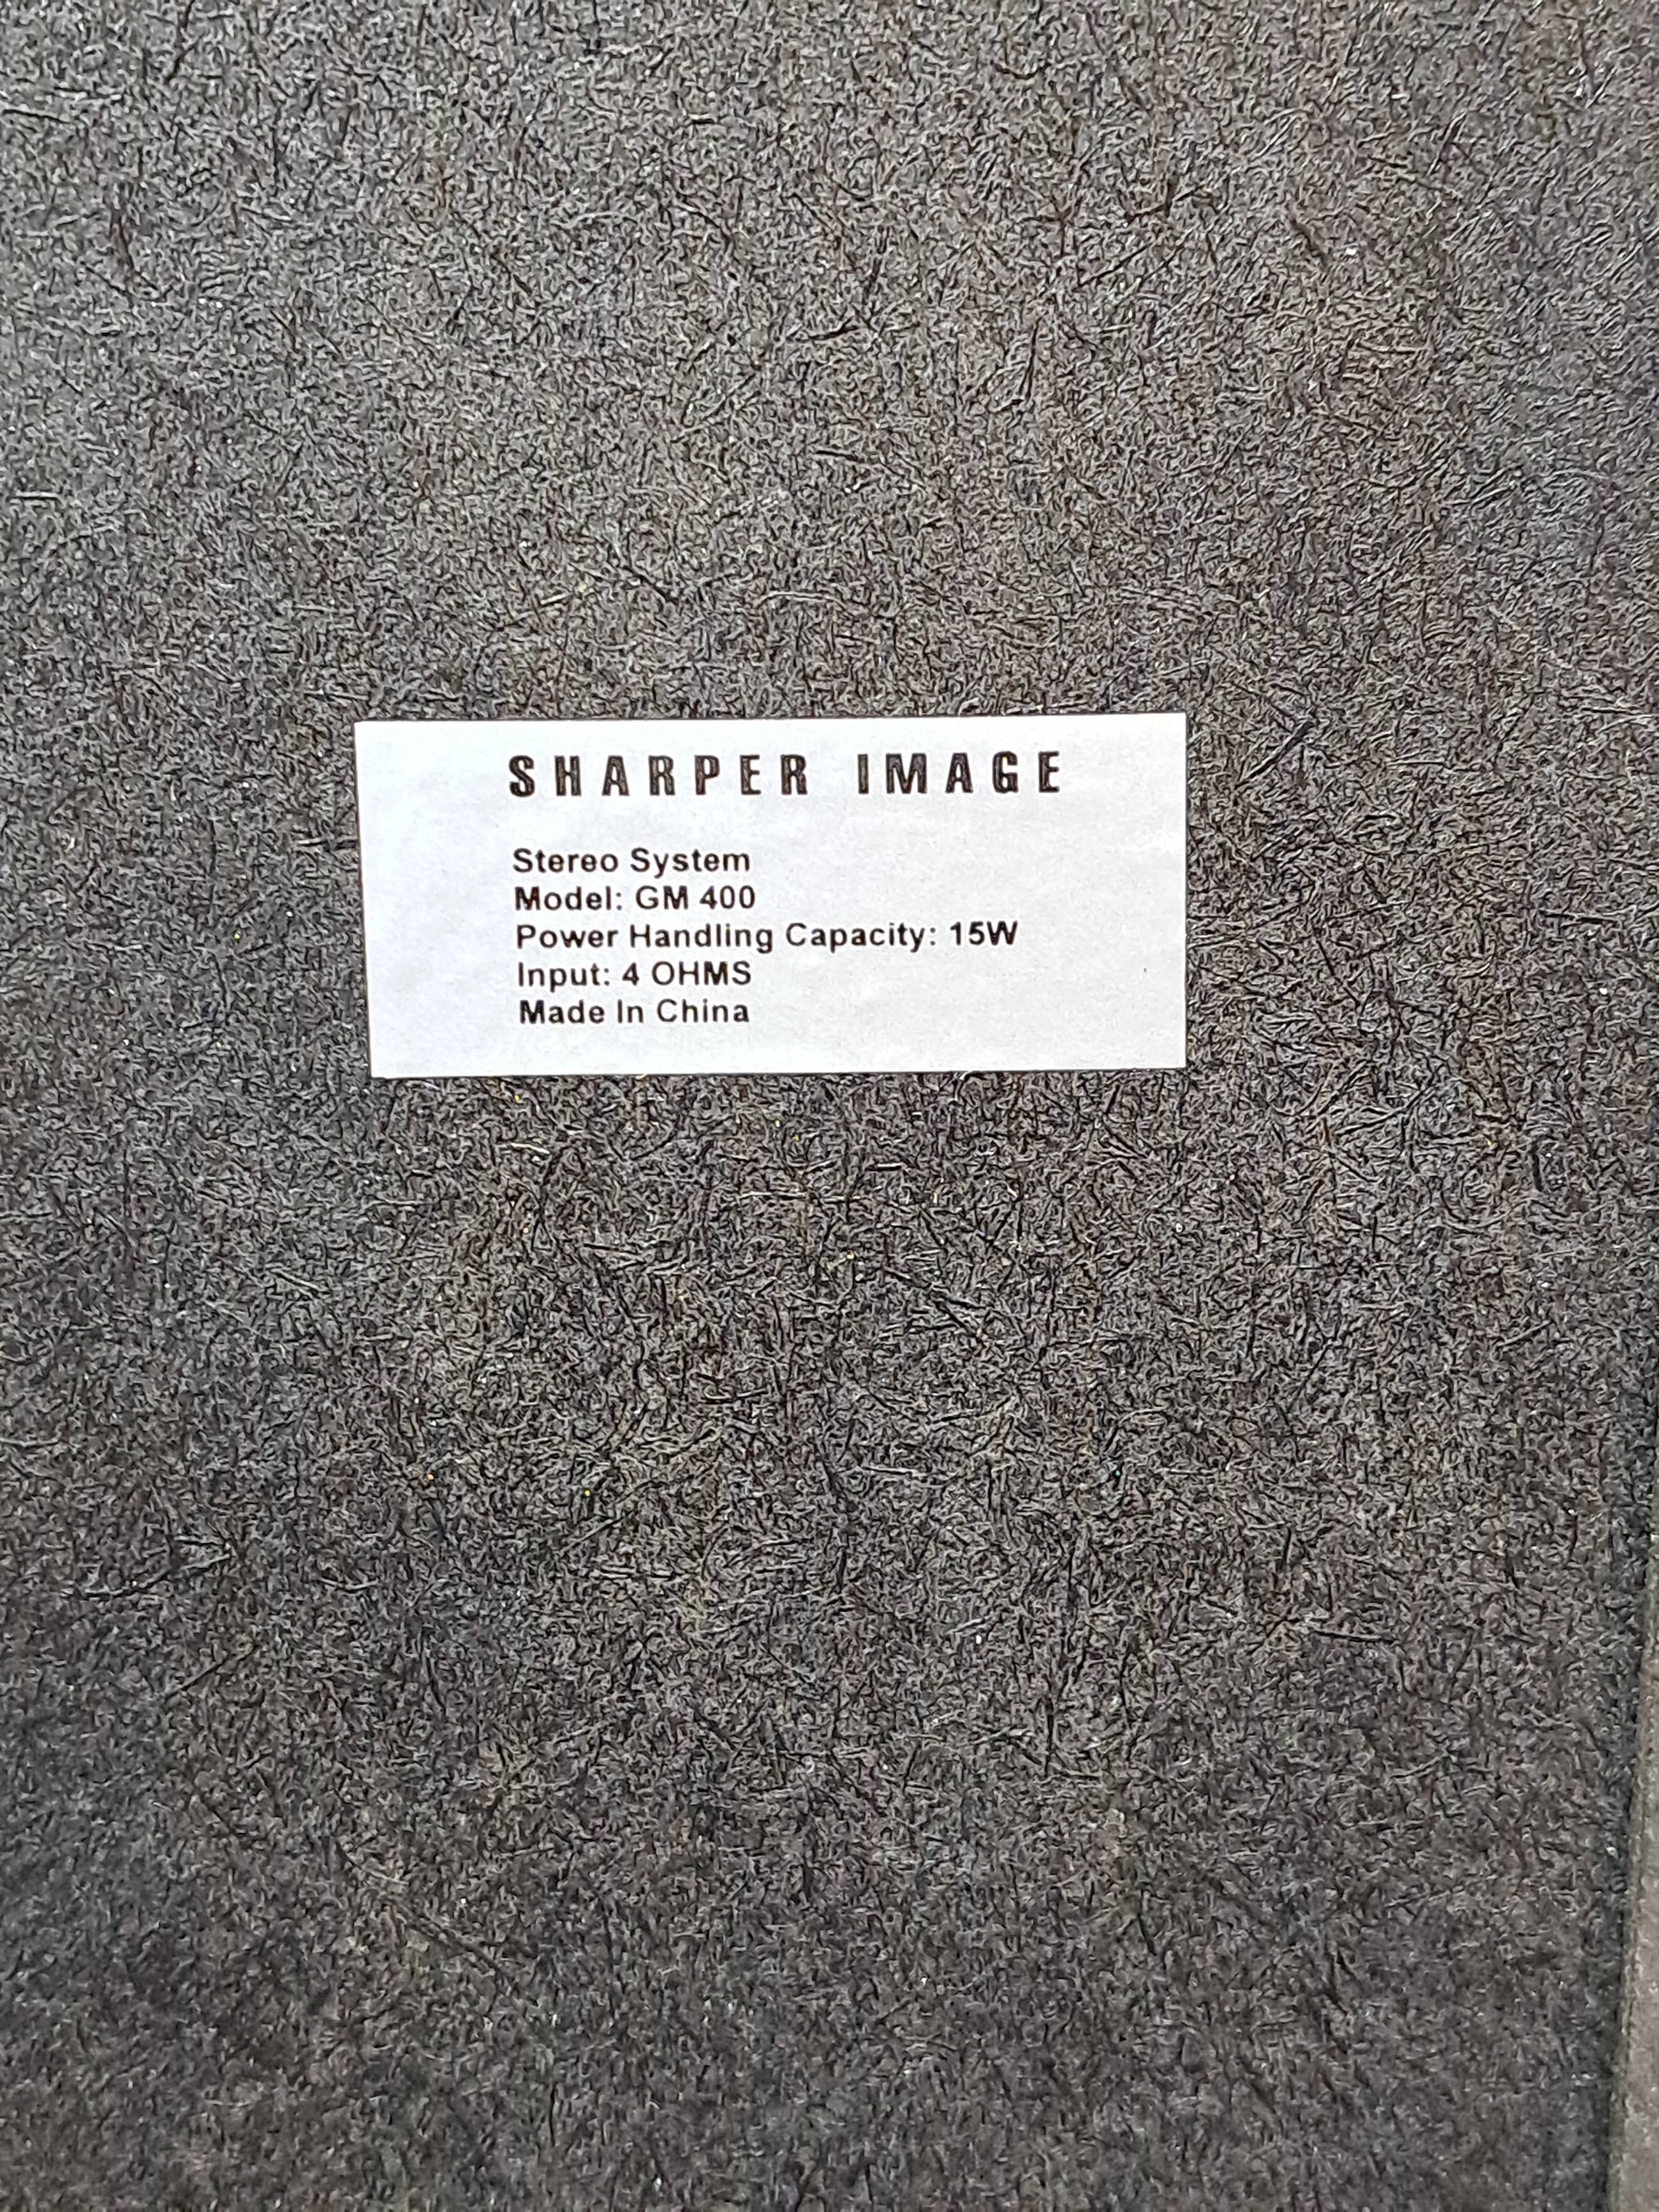 SHARPER IMAGE
Stereo System
Model: GM 400
Power Handling Capacity: 15W
Input: 4 OHMS
Made In China